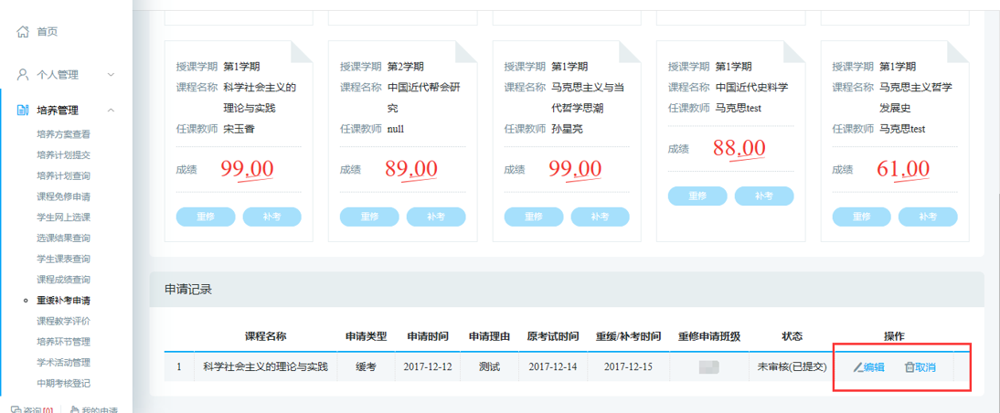 首页
个人管理
培养管理
培养方案查看
培养计划提交
培养计划查询
课程免修申请
学生网上选课
选课结果查询
学生课表查询
课程成绩查询
重缓补考申请
课程教学评价
培养环节管理
学术活动管理
中期考核登记
咨询[0] 我的申请
授课学期 第1学期
课程名称 科学社会主义的
理论与实践
任课教师 宋玉香
成绩 99.00
重修 补考
授课学期 第2学期
课程名称 中国近代帮会研
究
任课教师 null
成绩 89.00
重修 补考
授课学期 第1学期
课程名称 马克思主义与当
代哲学思潮
任课教师 孙星亮
成绩 99.00
重修 补考
授课学期 第1学期
课程名称 中国近代史料学
任课教师 马克思test
成绩 88.00
重修 补考
授课学期 第1学期
课程名称 马克思主义哲学
发展史
任课教师 马克思test
成绩 61.00
重修 补考
申请记录
课程名称 申请类型 申请时间 申请理由 原考试时间 重缓/补考时间 重修申请班级 状态 操作
1 科学社会主义的理论与实践 缓考 2017-12-12 测试 2017-12-14 2017-12-15 未审核(已提交) 编辑 取消